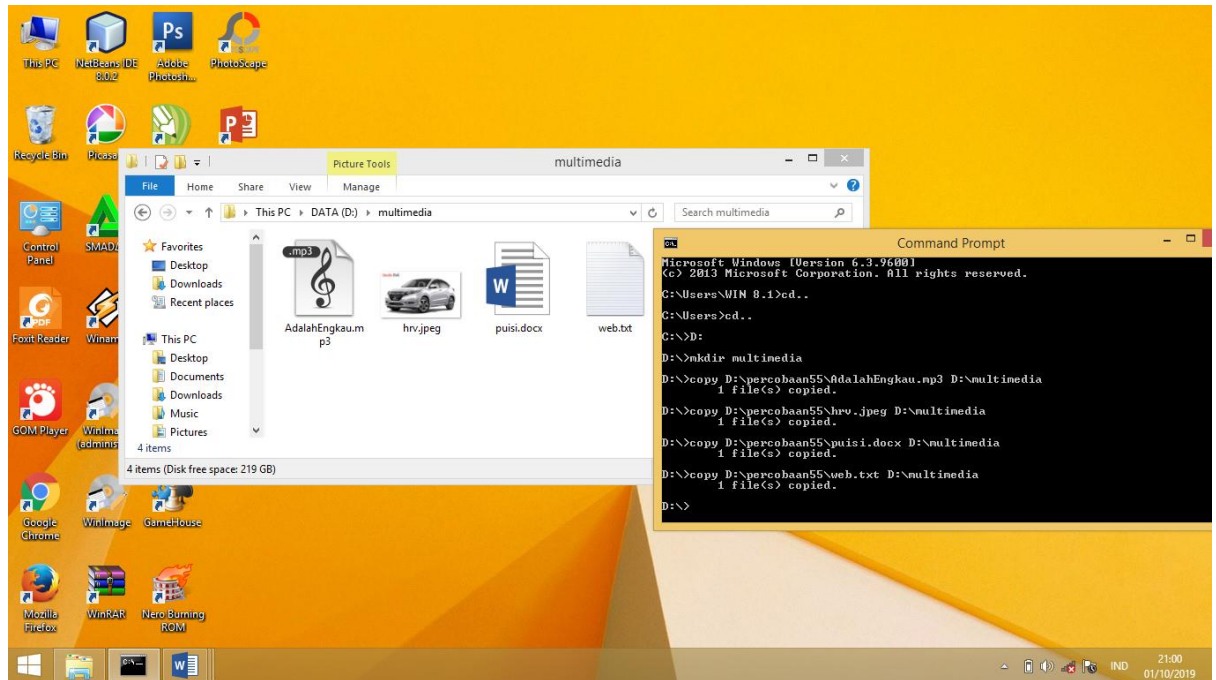 This PC
NetBeans IDE
8.0.2
Ps
Adobe
Photosh...
PhotoScape
Recycle Bin
Picasa
Picture Tools
multimedia
File Home Share View Manage
This PC DATA (D:) multimedia
Search multimedia
Control
Panel
Favorites
Desktop
Downloads
Recent places
This PC
Desktop
Documents
Downloads
Music
Pictures
.mp3
AdalahEngkau.m
p3
hrv.jpeg
W
puisi.docx
web.txt
4 items
4 items (Disk free space: 219 GB)
Command Prompt
Microsoft Windows [Version 6.3.9600]
(c) 2013 Microsoft Corporation. All rights reserved.
C:\Users\WIN 8.1>cd..
C:\Users>cd..
C:\>D:
D:\>mkdir multimedia
D:\>copy D:\percobaan55\AdalahEngkau.mp3 D:\multimedia
1 file(s) copied.
D:\>copy D:\percobaan55\hrv.jpeg D:\multimedia
1 file(s) copied.
D:\>copy D:\percobaan55\puisi.docx D:\multimedia
1 file(s) copied.
D:\>copy D:\percobaan55\web.txt D:\multimedia
1 file(s) copied.
D:\>
PDF
Foxit Reader
GOM Player
Google
Chrome
WinImage
GameHouse
Mozilla
Firefox
WinRAR
Nero Burning
ROM
IND
21:00
01/10/2019